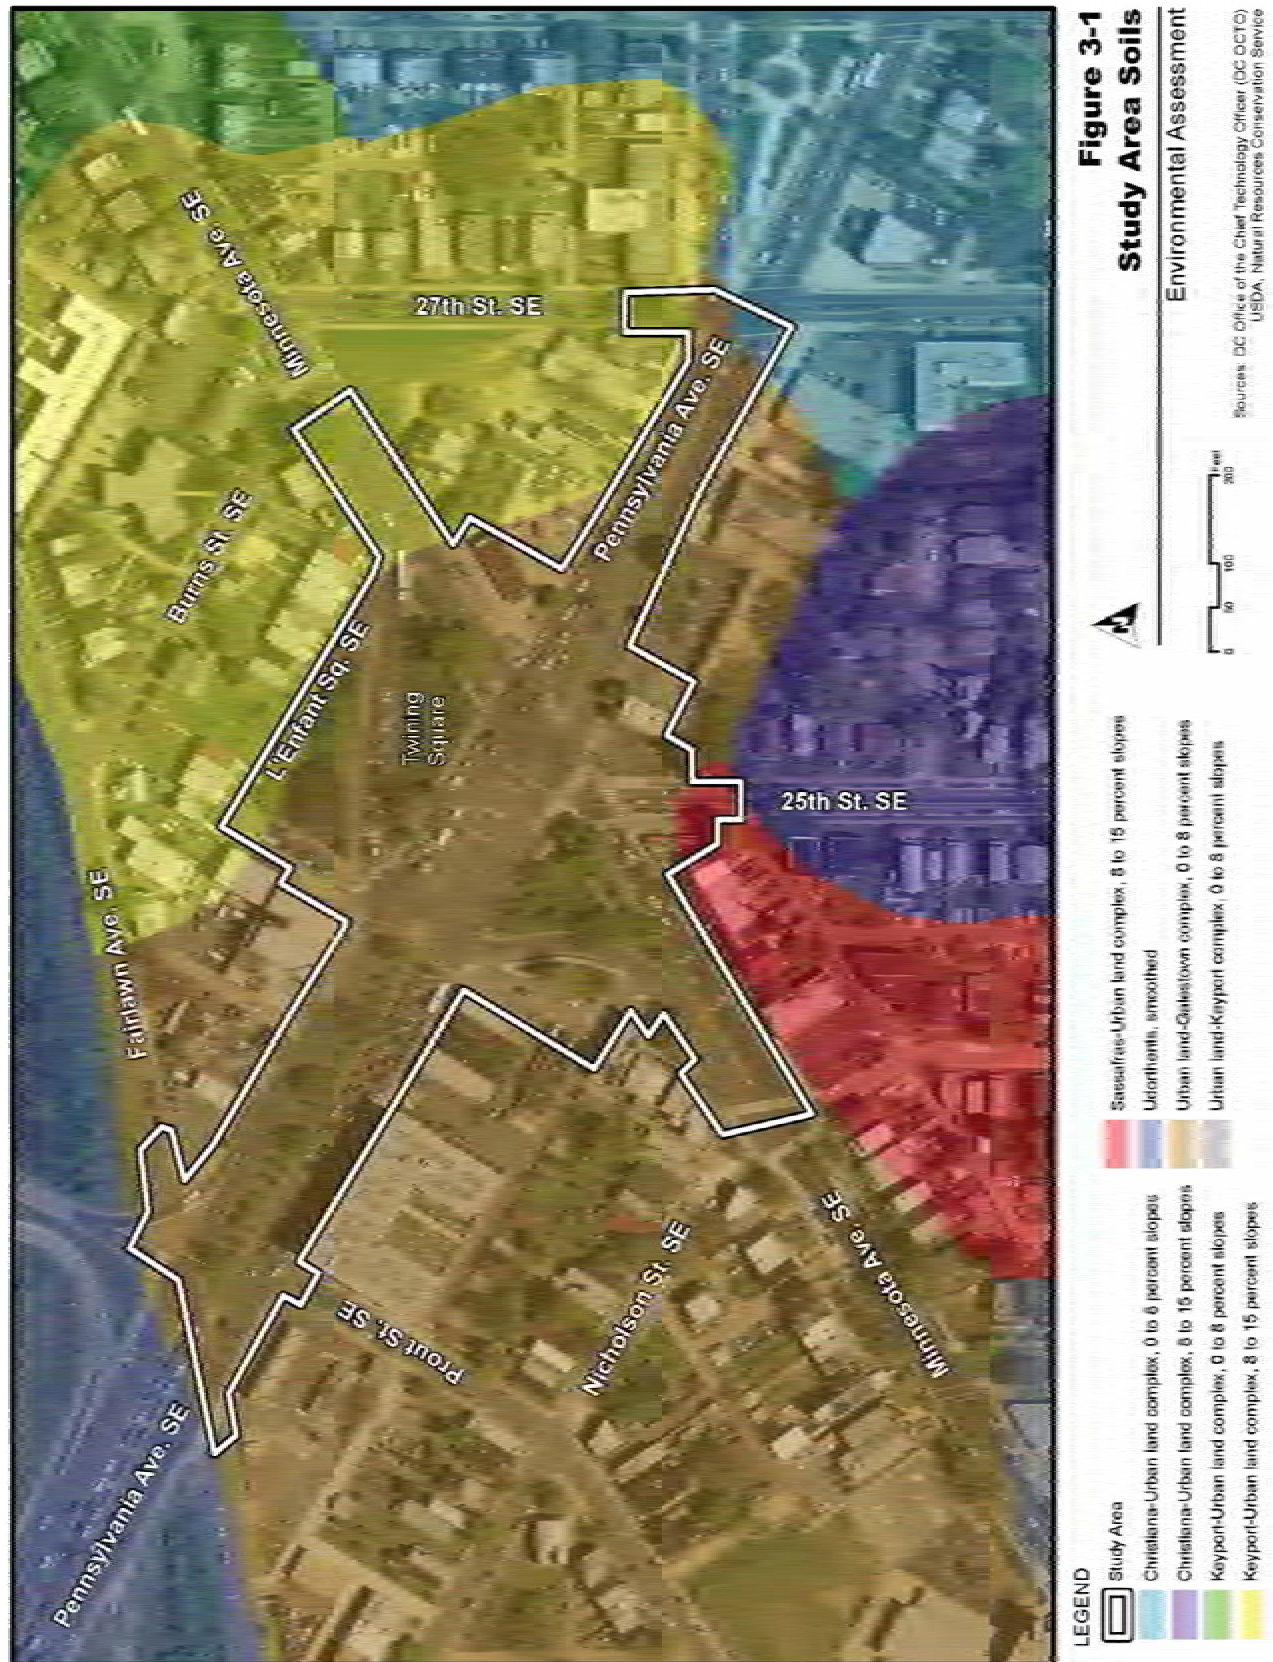 Pennsylvania Ave. SE
Fairlawn Ave. SE
Minnesota Ave. SE
Burns St. SE
L'Enfant Sq. SE
27th St. SE
Twining
Square
Pennsylvania Ave. SE
Prout St. SE
Nicholson St. SE
25th St. SE
Minnesota Ave. SE
LEGEND
Study Area
Christiana-Urban land complex, 0 to 8 percent slopes
Christiana-Urban land complex, 8 to 15 percent slopes
Keyport-Urban land complex, 0 to 8 percent slopes
Keyport-Urban land complex, 8 to 15 percent slopes
Sassafras-Urban land complex, 8 to 15 percent slopes
Udorthents, smoothed
Urban land-Galestown complex, 0 to 8 percent slopes
Urban land-Keyport complex, 0 to 8 percent slopes
N
0 50 100 200
Feet
Figure 3-1
Study Area Soils
Environmental Assessment
Sources: DC Office of the Chief Technology Officer (DC OCTO)
USDA, Natural Resources Conservation Service